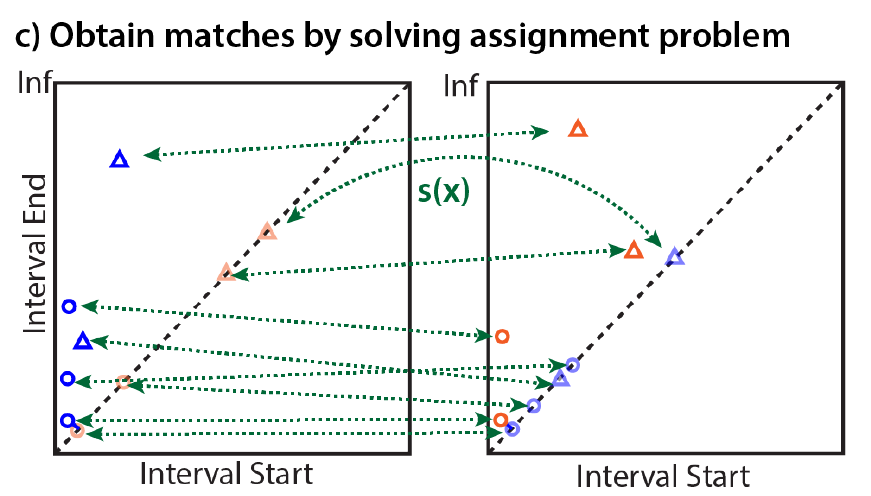 c) Obtain matches by solving assignment problem
Inf
Inf
s(x)
Interval End
Interval Start
Interval Start